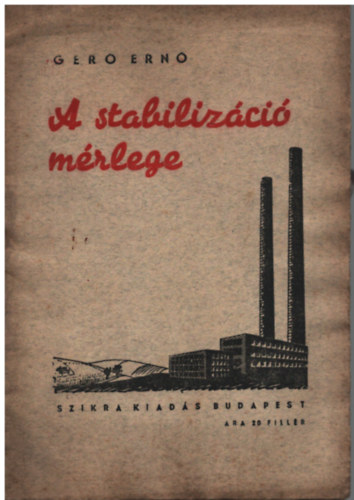 GERŐ ERNŐ
A stabilizáció
mérlege
SZIKRA KIADÁS BUDAPEST
ÁRA 20 FILLÉR